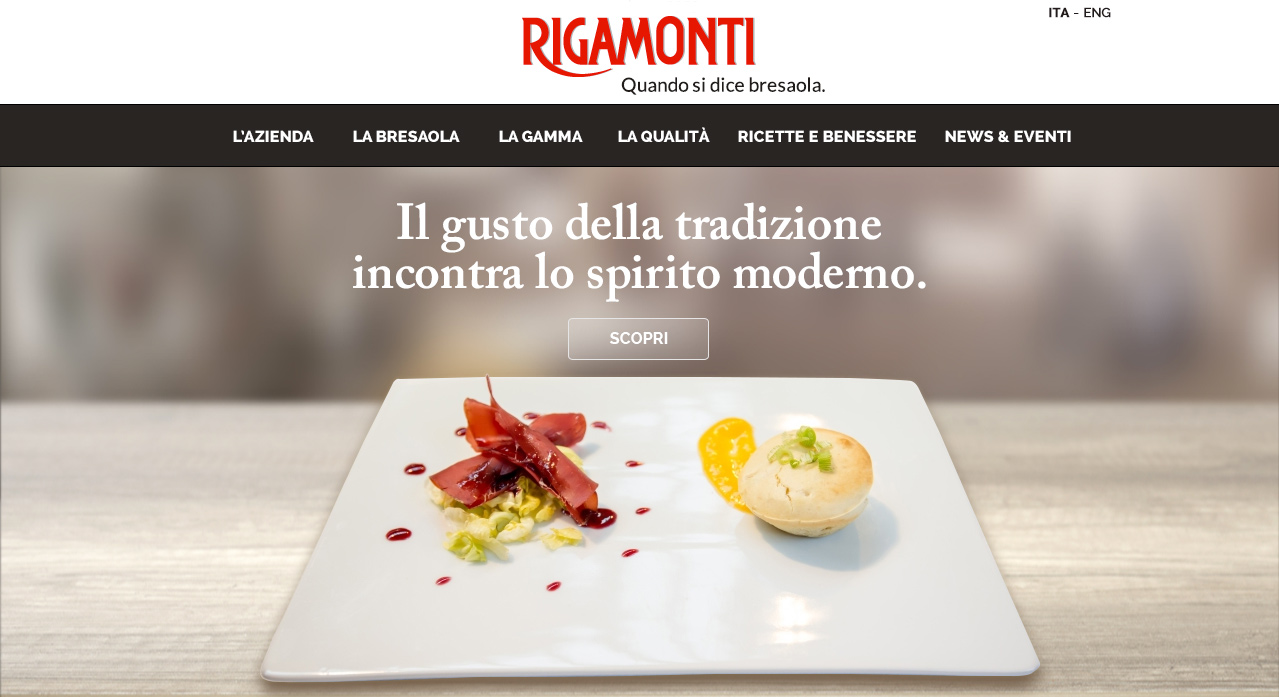 ITA - ENG
RIGAMONTI
Quando si dice bresaola.
L'AZIENDA LA BRESAOLA LA GAMMA LA QUALITÀ RICETTE E BENESSERE NEWS & EVENTI
Il gusto della tradizione
incontra lo spirito moderno.
SCOPRI